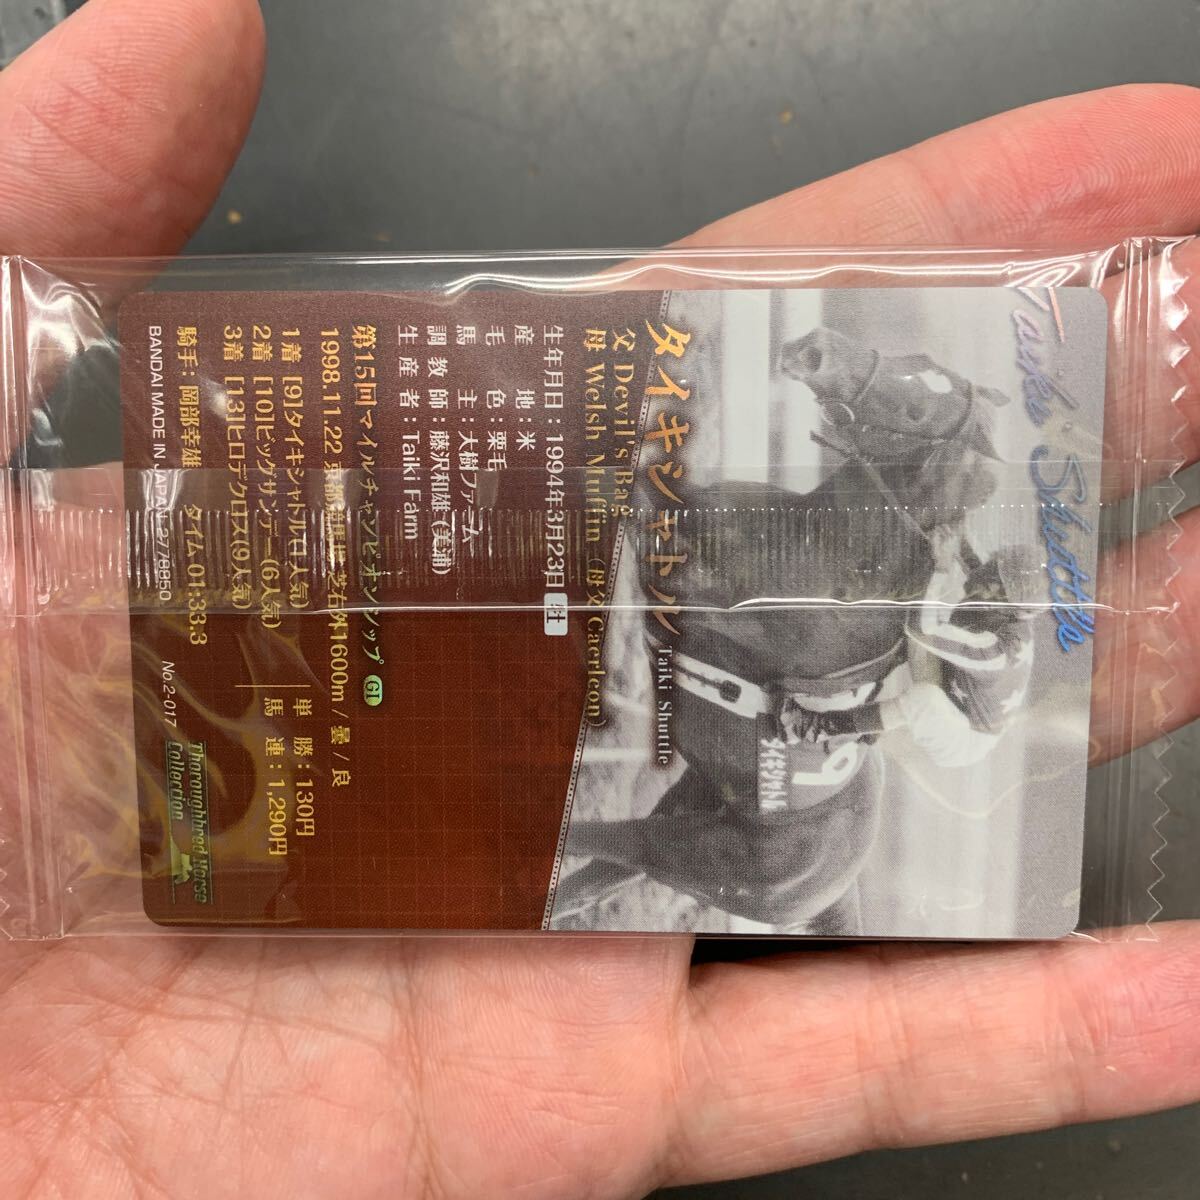 Taiki Shuttle
9
タイキシャトル
タイキシャトル Taiki Shuttle
父 Devil's Bag
母 Welsh Muffin（母父 Caerleon）
生年月日：1994年3月23日 牡
産地：米
毛色：栗毛
馬主：大樹ファーム
調教師：藤沢和雄（美浦）
生産者：Taiki Farm
第15回マイルチャンピオンシップ GI
1998.11.22 京都競馬場 芝右外1600m / 曇 / 良
1着 [9]タイキシャトル(1人気) 単勝：130円
2着 [10]ビッグサンデー(6人気) 馬連：1,290円
3着 [13]ヒロデクロス(9人気)
騎手：岡部幸雄 タイム 01:33.3
BANDAI MADE IN JAPAN 2778850 No.2-017
Thoroughbred Horse
Collection